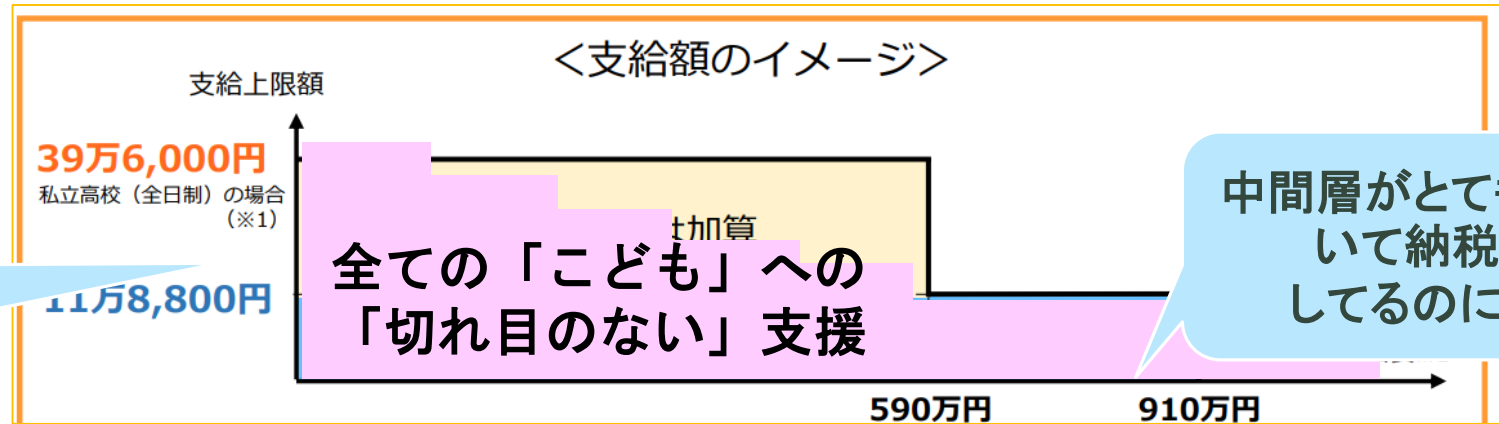 ＜支給額のイメージ＞
支給上限額
39万6,000円
私立高校（全日制）の場合
（※1）
加算
全ての「こども」への
「切れ目のない」支援
11万8,800円
中間層がとて
いて納税
してるのに
590万円
910万円